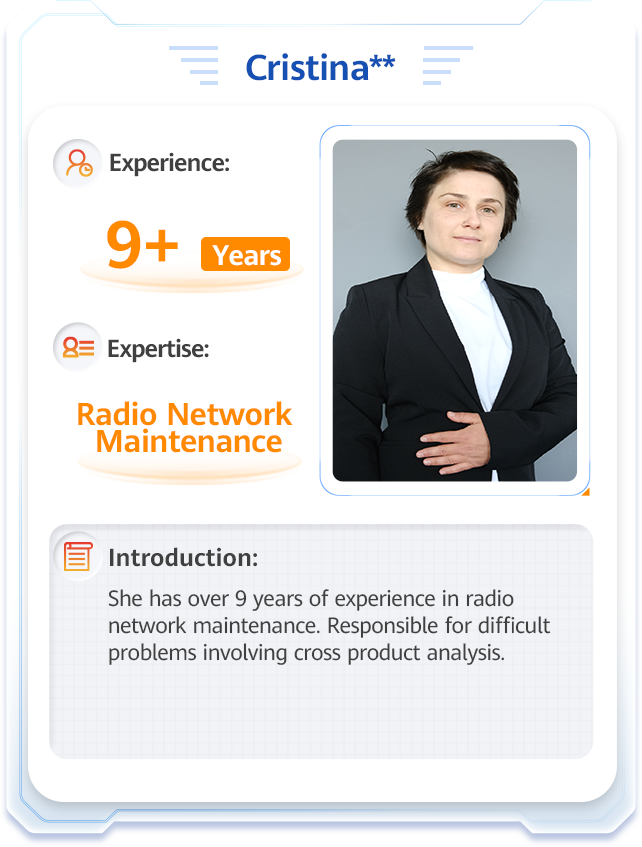 Cristina**
Experience:
9+ Years
Expertise:
Radio Network
Maintenance
Introduction:
She has over 9 years of experience in radio
network maintenance. Responsible for difficult
problems involving cross product analysis.